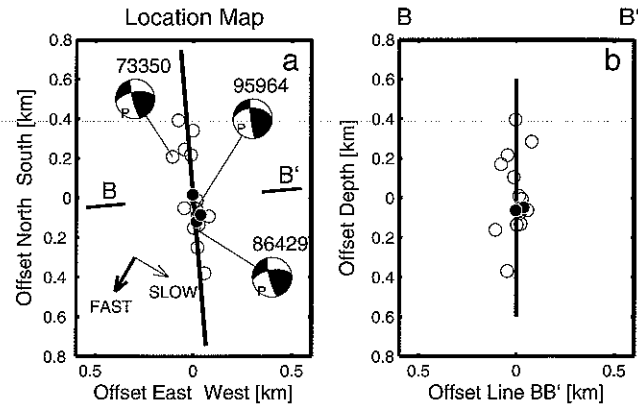 Location Map
B B'
a
b
73350
95964
P
P
B
B'
86429
P
FAST
SLOW
0.8
0.6
0.4
0.2
0
0.2
0.4
0.6
0.8
Offset North South [km]
0.5 0 0.5
Offset East West [km]
0.8
0.6
0.4
0.2
0
0.2
0.4
0.6
0.8
Offset Depth [km]
0.5 0 0.5
Offset Line BB' [km]